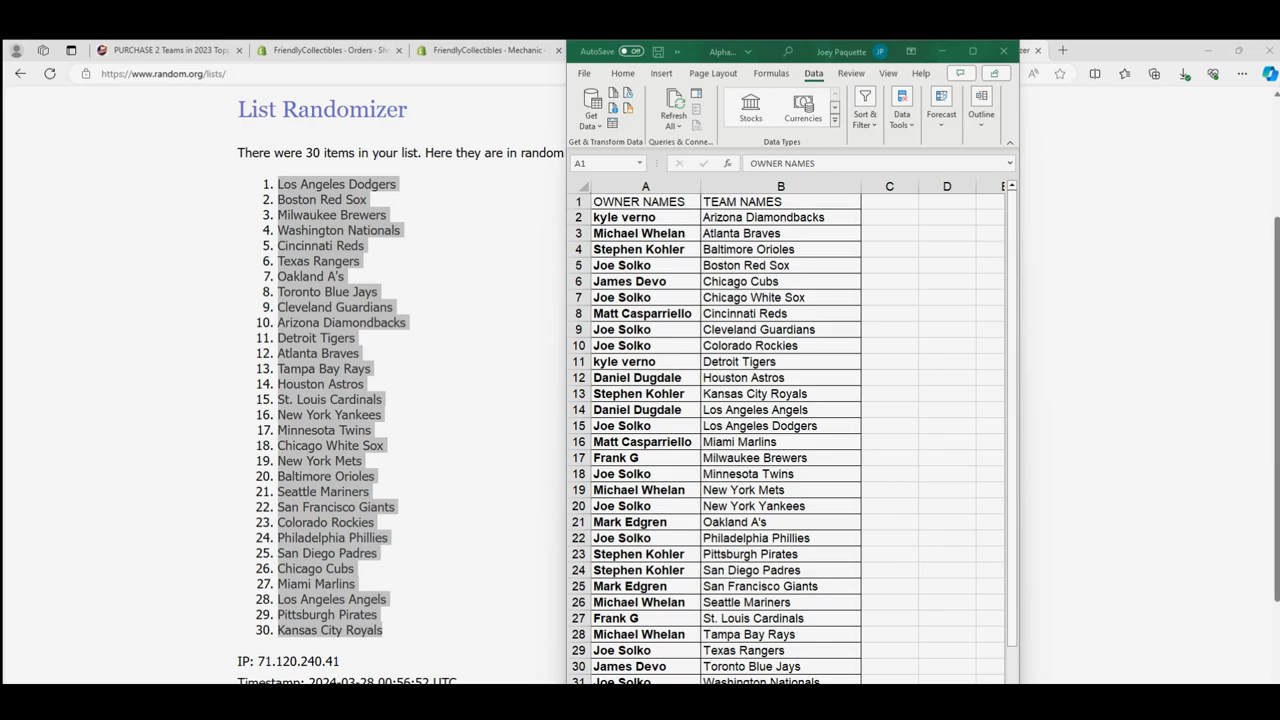 PURCHASE 2 Teams in 2023 Topp
FriendlyCollectibles - Orders - Sh
FriendlyCollectibles - Mechanic -
https://www.random.org/lists/
List Randomizer
There were 30 items in your list. Here they are in random
1. Los Angeles Dodgers
2. Boston Red Sox
3. Milwaukee Brewers
4. Washington Nationals
5. Cincinnati Reds
6. Texas Rangers
7. Oakland A's
8. Toronto Blue Jays
9. Cleveland Guardians
10. Arizona Diamondbacks
11. Detroit Tigers
12. Atlanta Braves
13. Tampa Bay Rays
14. Houston Astros
15. St. Louis Cardinals
16. New York Yankees
17. Minnesota Twins
18. Chicago White Sox
19. New York Mets
20. Baltimore Orioles
21. Seattle Mariners
22. San Francisco Giants
23. Colorado Rockies
24. Philadelphia Phillies
25. San Diego Padres
26. Chicago Cubs
27. Miami Marlins
28. Los Angeles Angels
29. Pittsburgh Pirates
30. Kansas City Royals
IP: 71.120.240.41
Timestamp: 2024-03-28 00:56:52 UTC
AutoSave Off Alpha... Joey Paquette JP
File Home Insert Page Layout Formulas Data Review View Help
Get Data Refresh All Stocks Currencies Sort & Filter Data Tools Forecast Outline
Get & Transform Data Queries & Conne... Data Types
A1 fx OWNER NAMES
A B C D E
1 OWNER NAMES TEAM NAMES
2 kyle verno Arizona Diamondbacks
3 Michael Whelan Atlanta Braves
4 Stephen Kohler Baltimore Orioles
5 Joe Solko Boston Red Sox
6 James Devo Chicago Cubs
7 Joe Solko Chicago White Sox
8 Matt Casparriello Cincinnati Reds
9 Joe Solko Cleveland Guardians
10 Joe Solko Colorado Rockies
11 kyle verno Detroit Tigers
12 Daniel Dugdale Houston Astros
13 Stephen Kohler Kansas City Royals
14 Daniel Dugdale Los Angeles Angels
15 Joe Solko Los Angeles Dodgers
16 Matt Casparriello Miami Marlins
17 Frank G Milwaukee Brewers
18 Joe Solko Minnesota Twins
19 Michael Whelan New York Mets
20 Joe Solko New York Yankees
21 Mark Edgren Oakland A's
22 Joe Solko Philadelphia Phillies
23 Stephen Kohler Pittsburgh Pirates
24 Stephen Kohler San Diego Padres
25 Mark Edgren San Francisco Giants
26 Michael Whelan Seattle Mariners
27 Frank G St. Louis Cardinals
28 Michael Whelan Tampa Bay Rays
29 Joe Solko Texas Rangers
30 James Devo Toronto Blue Jays
31 Joe Solko Washington Nationals